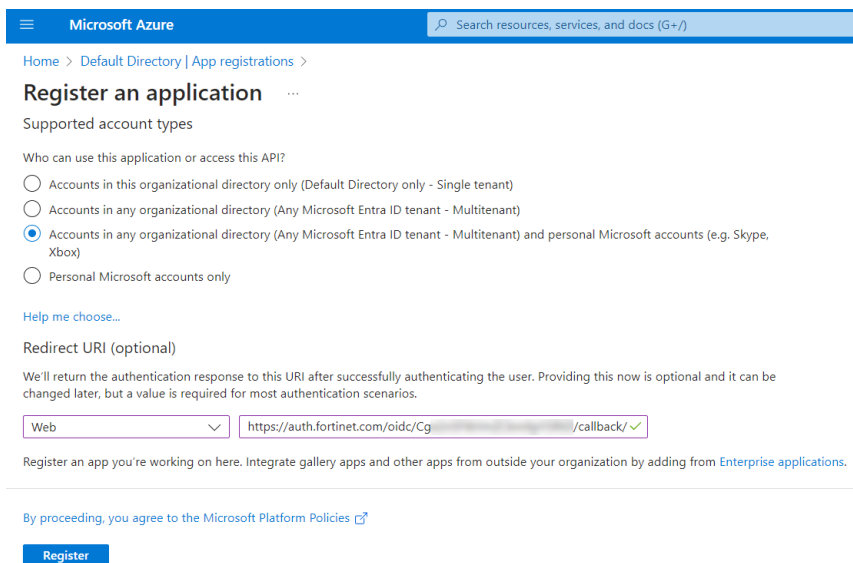 Microsoft Azure
Search resources, services, and docs (G+/)
Home > Default Directory | App registrations >
Register an application ...
Supported account types
Who can use this application or access this API?
Accounts in this organizational directory only (Default Directory only - Single tenant)
Accounts in any organizational directory (Any Microsoft Entra ID tenant - Multitenant)
Accounts in any organizational directory (Any Microsoft Entra ID tenant - Multitenant) and personal Microsoft accounts (e.g. Skype,
Xbox)
Personal Microsoft accounts only
Help me choose...
Redirect URI (optional)
We'll return the authentication response to this URI after successfully authenticating the user. Providing this now is optional and it can be
changed later, but a value is required for most authentication scenarios.
Web https://auth.fortinet.com/oidc/Cg /callback/
Register an app you're working on here. Integrate gallery apps and other apps from outside your organization by adding from Enterprise applications.
By proceeding, you agree to the Microsoft Platform Policies
Register